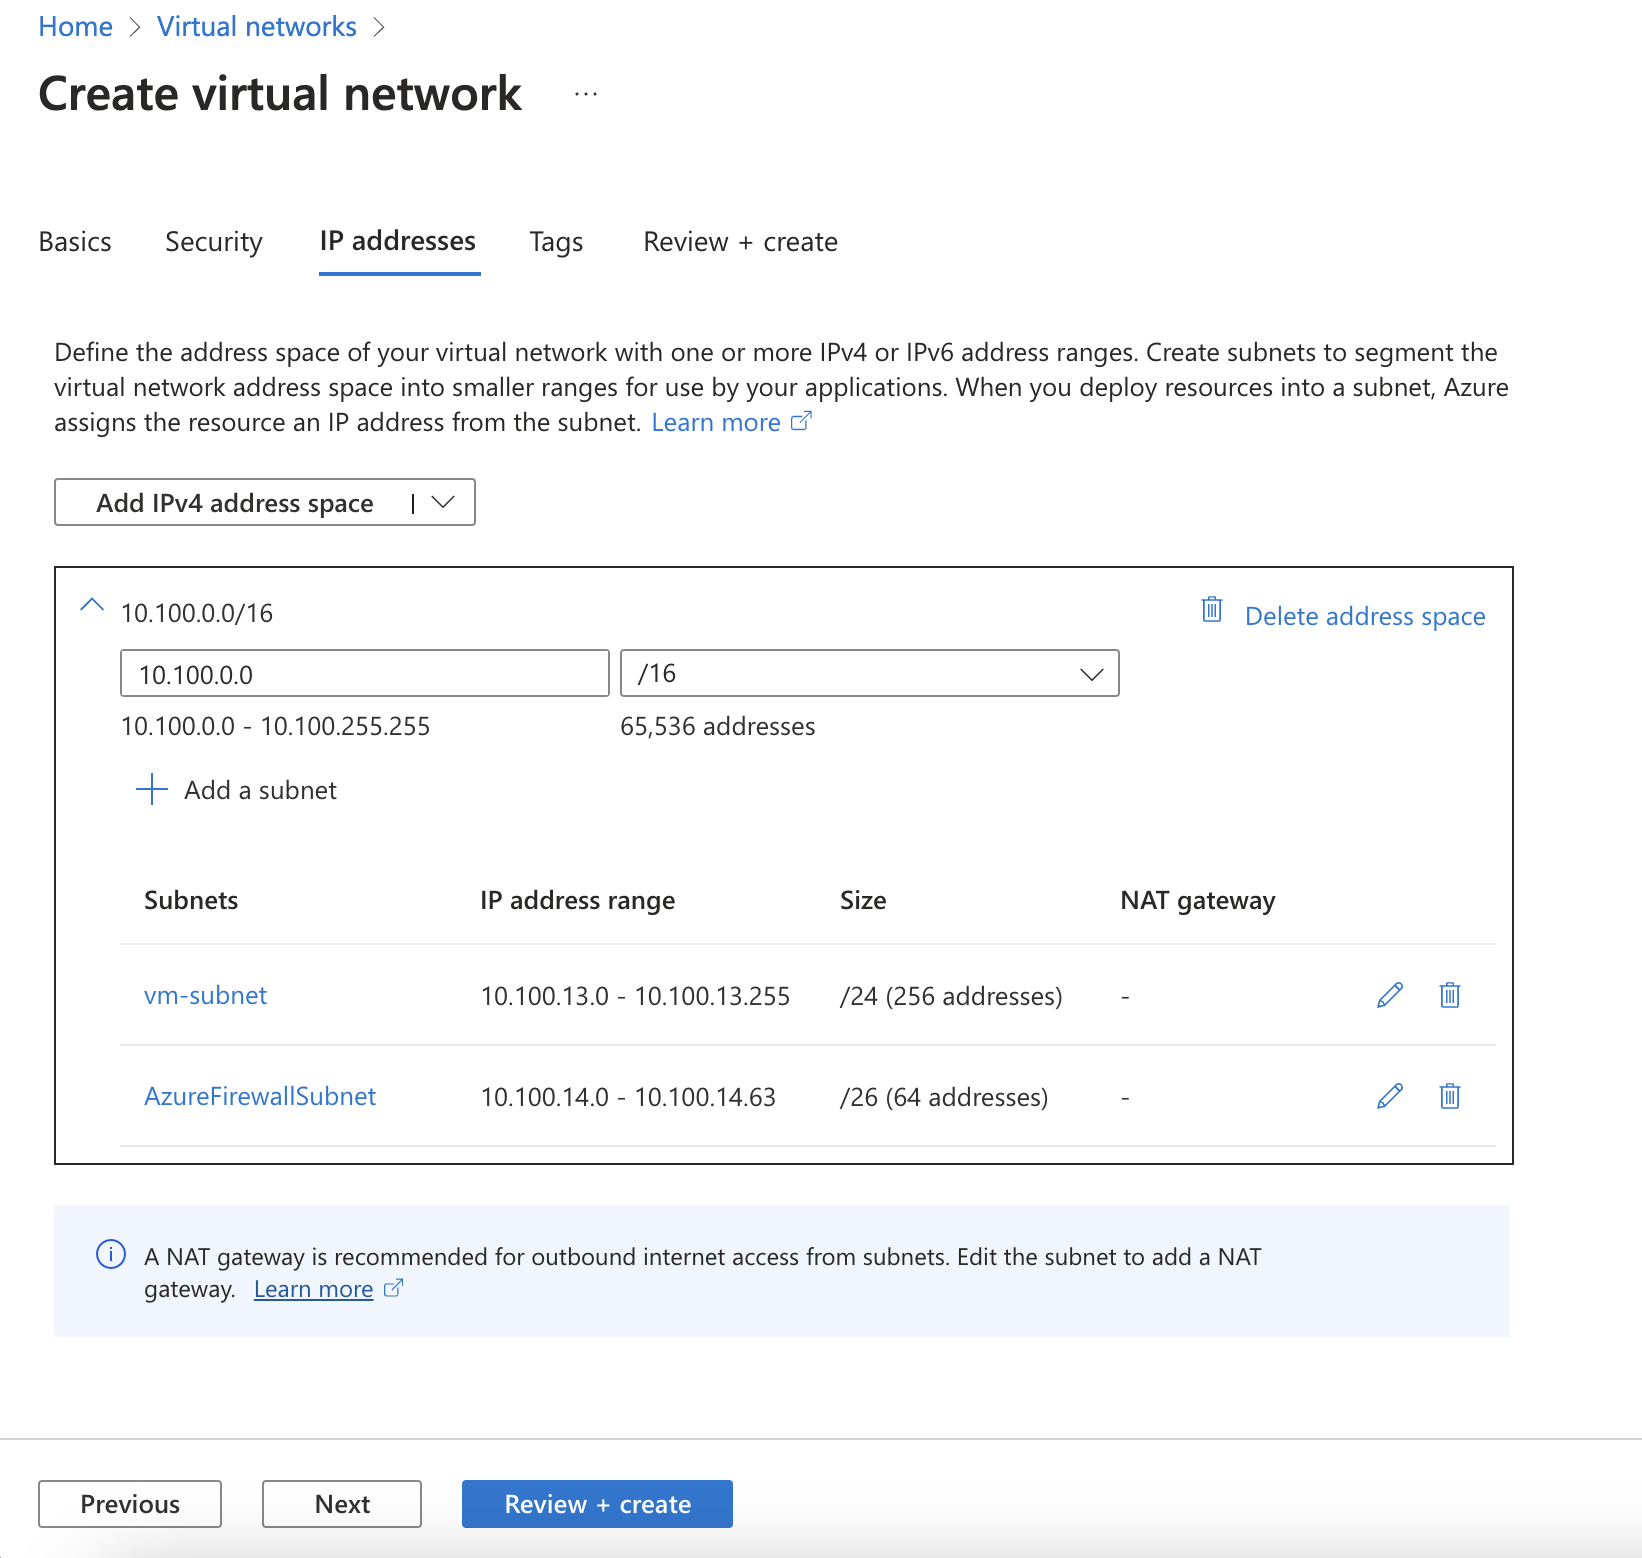 Home > Virtual networks >
Create virtual network ...
Basics Security IP addresses Tags Review + create
Define the address space of your virtual network with one or more IPv4 or IPv6 address ranges. Create subnets to segment the
virtual network address space into smaller ranges for use by your applications. When you deploy resources into a subnet, Azure
assigns the resource an IP address from the subnet. Learn more
Add IPv4 address space |
10.100.0.0/16 Delete address space
10.100.0.0 /16
10.100.0.0 - 10.100.255.255 65,536 addresses
Add a subnet
Subnets IP address range Size NAT gateway
vm-subnet 10.100.13.0 - 10.100.13.255 /24 (256 addresses) -
AzureFirewallSubnet 10.100.14.0 - 10.100.14.63 /26 (64 addresses) -
A NAT gateway is recommended for outbound internet access from subnets. Edit the subnet to add a NAT
gateway. Learn more
Previous Next Review + create